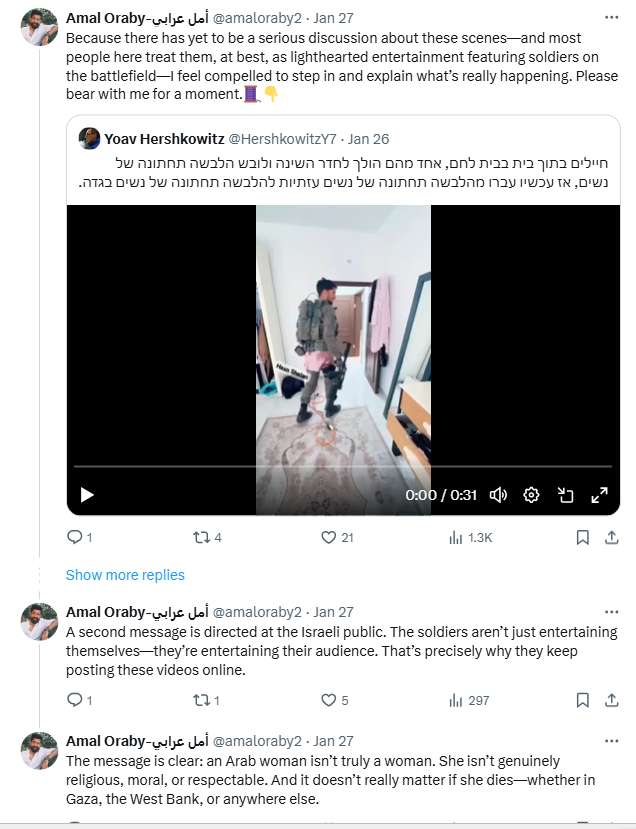 Amal Oraby-أمل عرابي @amaloraby2 · Jan 27
Because there has yet to be a serious discussion about these scenes—and most
people here treat them, at best, as lighthearted entertainment featuring soldiers on
the battlefield—I feel compelled to step in and explain what's really happening. Please
bear with me for a moment.🧵👇
Yoav Hershkowitz @HershkowitzY7 · Jan 26
חיילים בתוך בית בבית לחם, אחד מהם הולך לחדר השינה ולובש הלבשה תחתונה של
נשים, אז עכשיו עברו מהלבשה תחתונה של נשים עזתיות להלבשה תחתונה של נשים בגדה.
0:00 / 0:31
1 4 21 1.3K
Show more replies
Amal Oraby-أمل عرابي @amaloraby2 · Jan 27
A second message is directed at the Israeli public. The soldiers aren't just entertaining
themselves—they're entertaining their audience. That's precisely why they keep
posting these videos online.
1 1 5 297
Amal Oraby-أمل عرابي @amaloraby2 · Jan 27
The message is clear: an Arab woman isn't truly a woman. She isn't genuinely
religious, moral, or respectable. And it doesn't really matter if she dies—whether in
Gaza, the West Bank, or anywhere else.